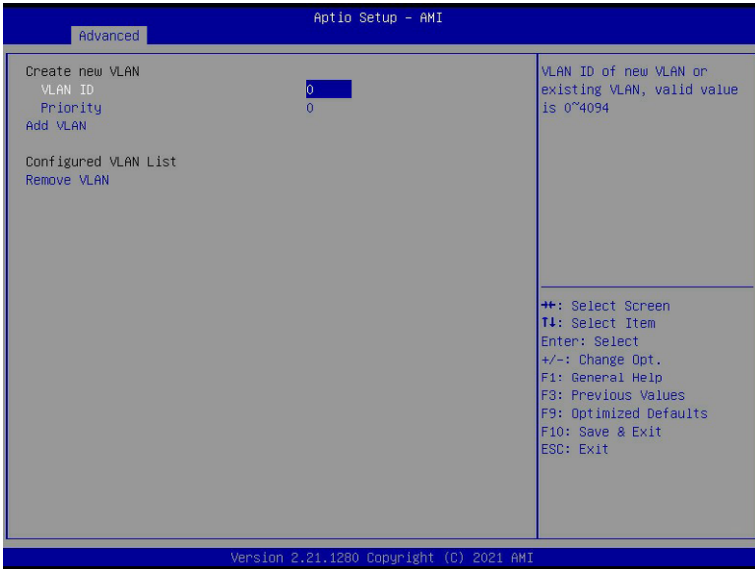 Aptio Setup – AMI
Advanced
Create new VLAN
VLAN ID 0
Priority 0
Add VLAN
Configured VLAN List
Remove VLAN
VLAN ID of new VLAN or
existing VLAN, valid value
is 0~4094
→←: Select Screen
↑↓: Select Item
Enter: Select
+/-: Change Opt.
F1: General Help
F3: Previous Values
F9: Optimized Defaults
F10: Save & Exit
ESC: Exit
Version 2.21.1280 Copyright (C) 2021 AMI